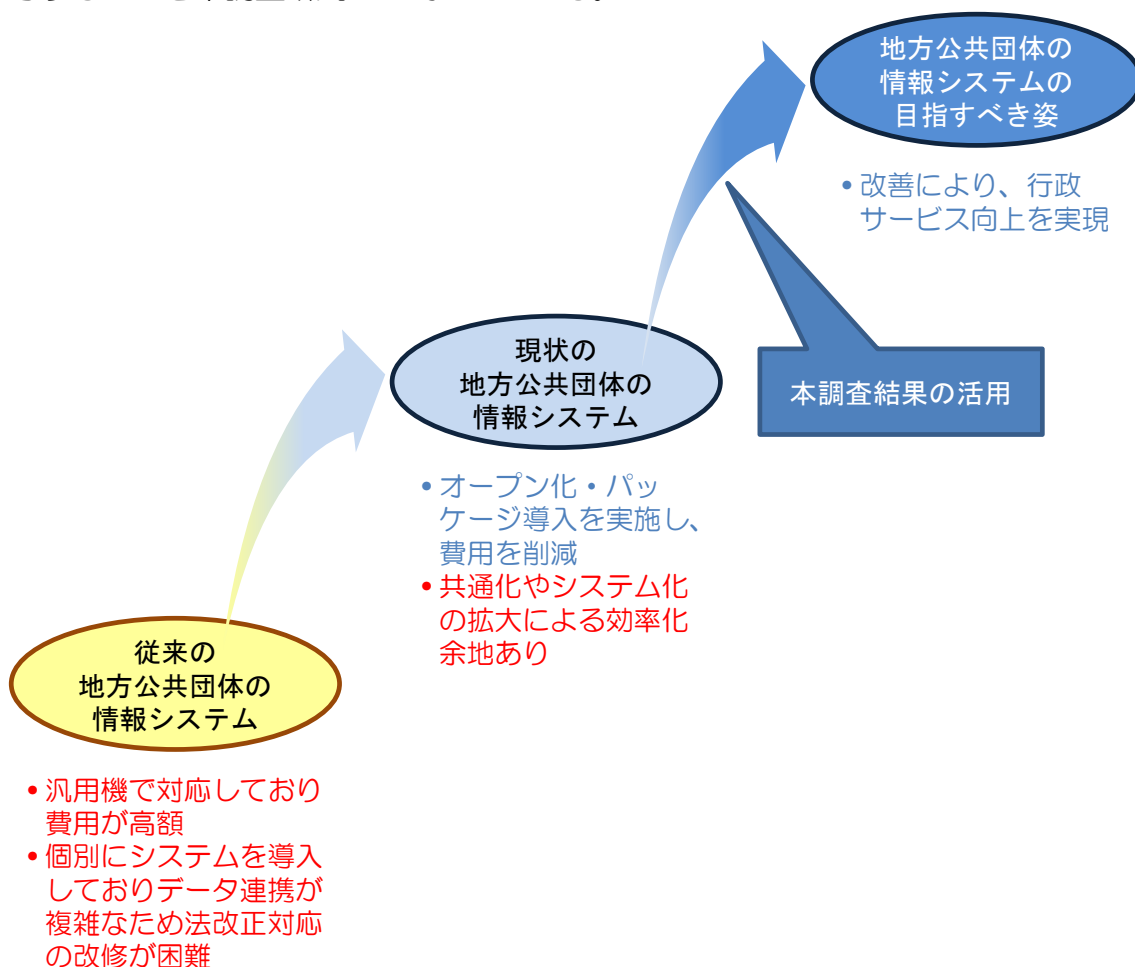 地方公共団体の
情報システムの
目指すべき姿
•改善により、行政
サービス向上を実現
本調査結果の活用
現状の
地方公共団体の
情報システム
•オープン化・パッ
ケージ導入を実施し、
費用を削減
•共通化やシステム化
の拡大による効率化
余地あり
従来の
地方公共団体の
情報システム
•汎用機で対応しており
費用が高額
•個別にシステムを導入
しておりデータ連携が
複雑なため法改正対応
の改修が困難